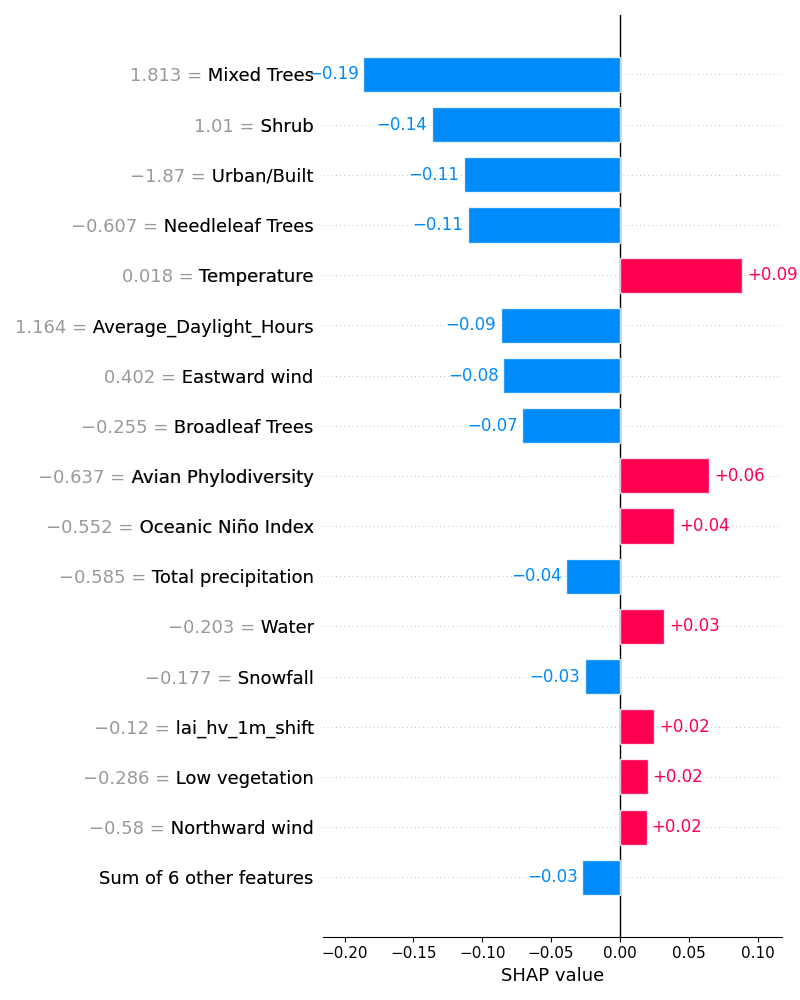 1.813 = Mixed Trees −0.19
1.01 = Shrub −0.14
−1.87 = Urban/Built −0.11
−0.607 = Needleleaf Trees −0.11
0.018 = Temperature +0.09
1.164 = Average_Daylight_Hours −0.09
0.402 = Eastward wind −0.08
−0.255 = Broadleaf Trees −0.07
−0.637 = Avian Phylodiversity +0.06
−0.552 = Oceanic Niño Index +0.04
−0.585 = Total precipitation −0.04
−0.203 = Water +0.03
−0.177 = Snowfall −0.03
−0.12 = lai_hv_1m_shift +0.02
−0.286 = Low vegetation +0.02
−0.58 = Northward wind +0.02
Sum of 6 other features −0.03
−0.20 −0.15 −0.10 −0.05 0.00 0.05 0.10
SHAP value